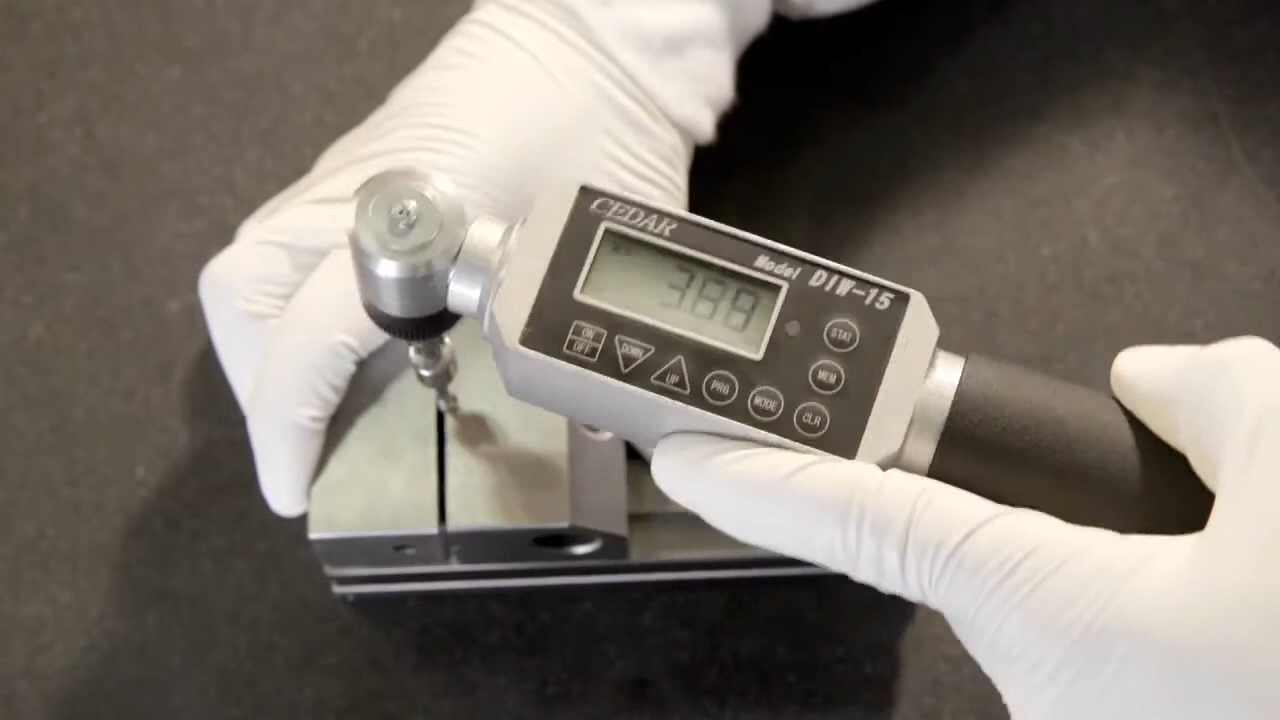 CEDAR
Model DIW-15
388
ON
OFF
DOWN
UP
PRG
MODE
STAT
MEM
CLR